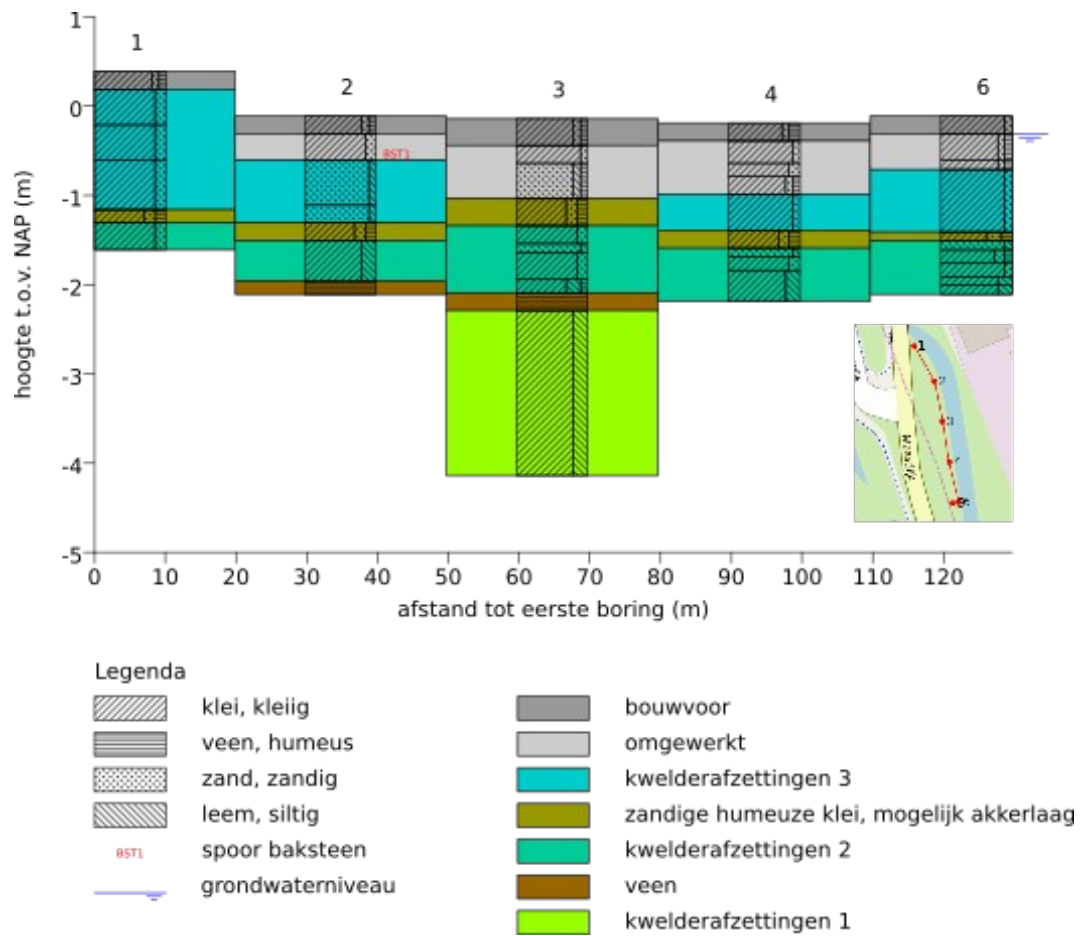 1
1
2
3
4
6
0
BST1
-1
-2
-3
-4
-5
hoogte t.o.v. NAP (m)
1
0 10 20 30 40 50 60 70 80 90 100 110 120
afstand tot eerste boring (m)
Legenda
klei, kleiig
veen, humeus
zand, zandig
leem, siltig
BST1 spoor baksteen
grondwaterniveau
bouwvoor
omgewerkt
kwelderafzettingen 3
zandige humeuze klei, mogelijk akkerlaag
kwelderafzettingen 2
veen
kwelderafzettingen 1